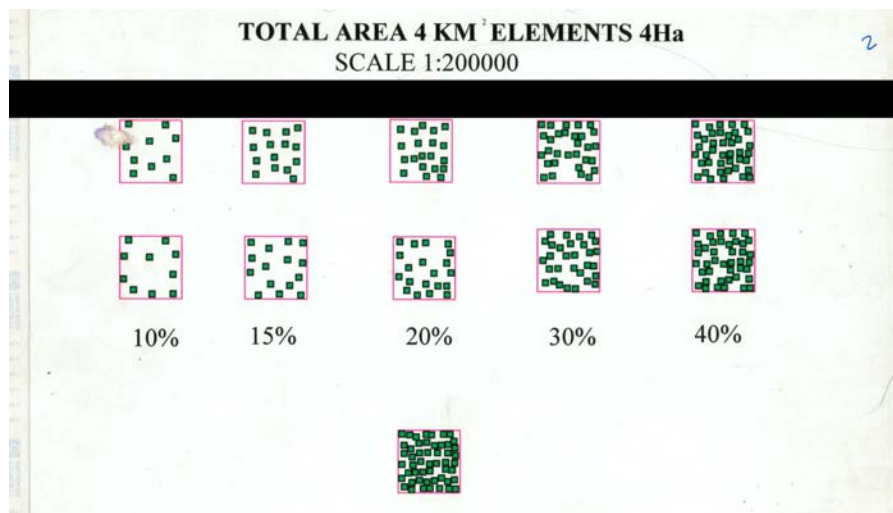 TOTAL AREA 4 KM² ELEMENTS 4Ha
2
SCALE 1:200000
10% 15% 20% 30% 40%